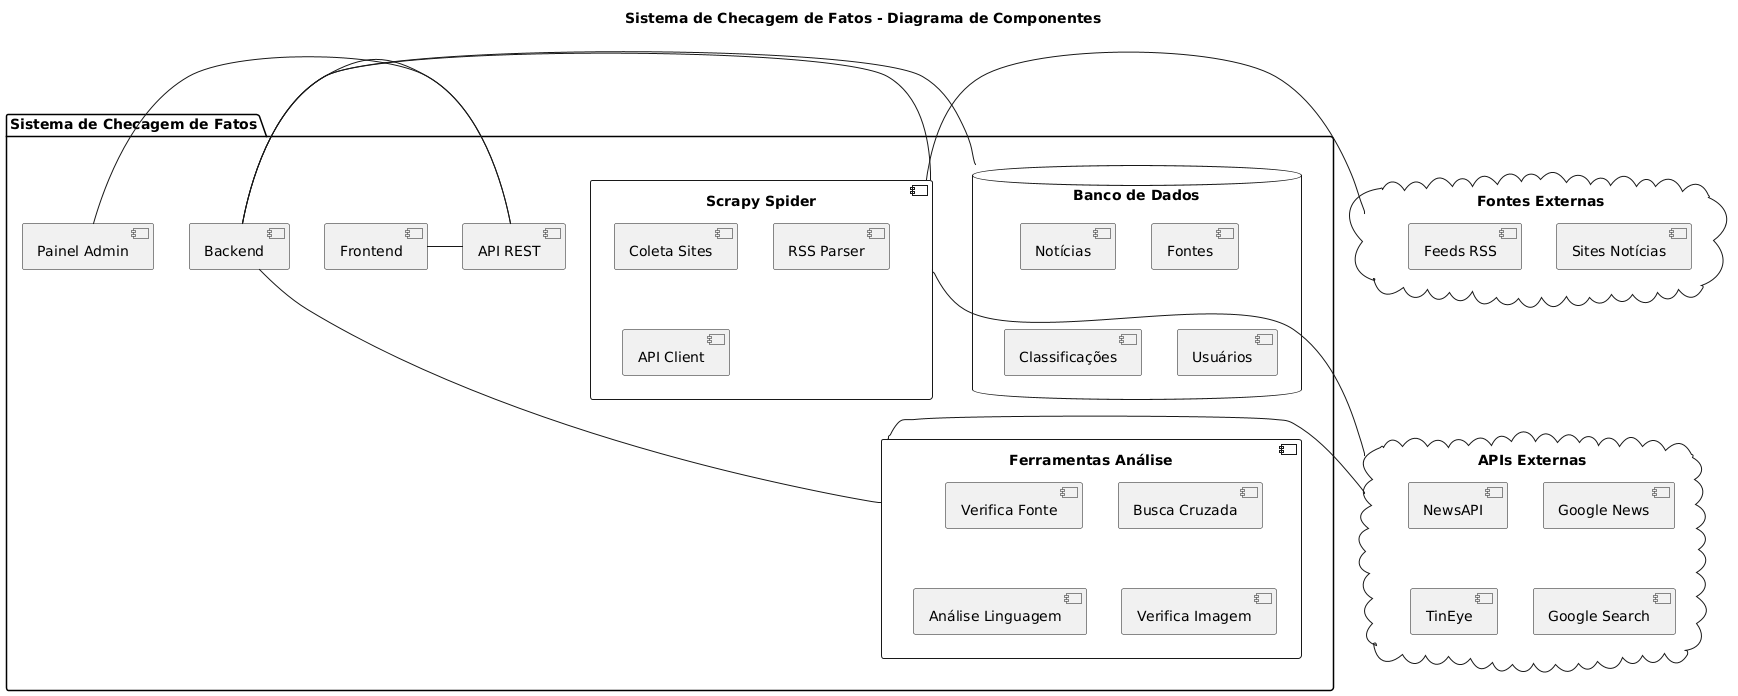 Sistema de Checagem de Fatos - Diagrama de Componentes
Sistema de Checagem de Fatos
Painel Admin
Backend
Frontend
API REST
Scrapy Spider
Coleta Sites
RSS Parser
API Client
Banco de Dados
Notícias
Fontes
Classificações
Usuários
Fontes Externas
Feeds RSS
Sites Notícias
Ferramentas Análise
Verifica Fonte
Busca Cruzada
Análise Linguagem
Verifica Imagem
APIs Externas
NewsAPI
Google News
TinEye
Google Search